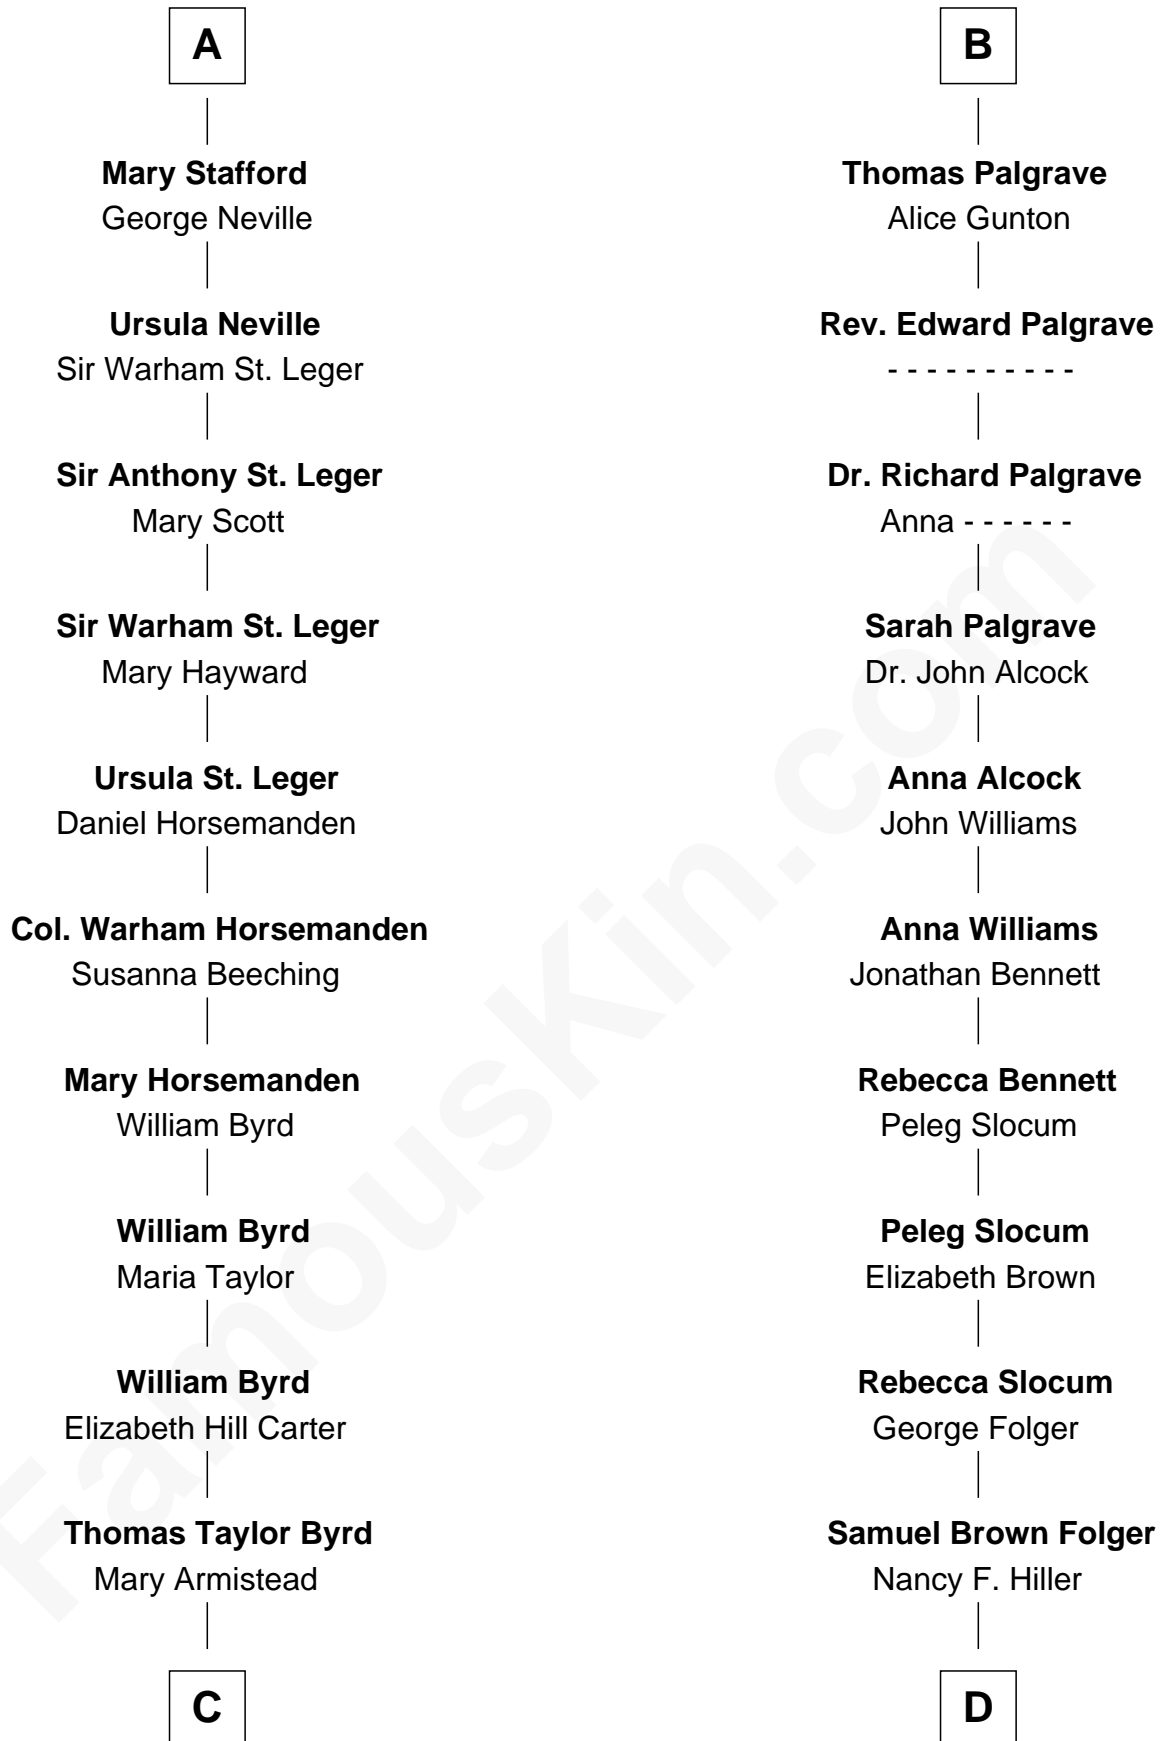 A
Mary Stafford
George Neville
Ursula Neville
Sir Warham St. Leger
Sir Anthony St. Leger
Mary Scott
Sir Warham St. Leger
Mary Hayward
Ursula St. Leger
Daniel Horsemanden
Col. Warham Horsemanden
Susanna Beeching
Mary Horsemanden
William Byrd
William Byrd
Maria Taylor
William Byrd
Elizabeth Hill Carter
Thomas Taylor Byrd
Mary Armistead
C
B
Thomas Palgrave
Alice Gunton
Rev. Edward Palgrave
- - - - - - - - - -
Dr. Richard Palgrave
Anna - - - - - -
Sarah Palgrave
Dr. John Alcock
Anna Alcock
John Williams
Anna Williams
Jonathan Bennett
Rebecca Bennett
Peleg Slocum
Peleg Slocum
Elizabeth Brown
Rebecca Slocum
George Folger
Samuel Brown Folger
Nancy F. Hiller
D
FamousKin.com